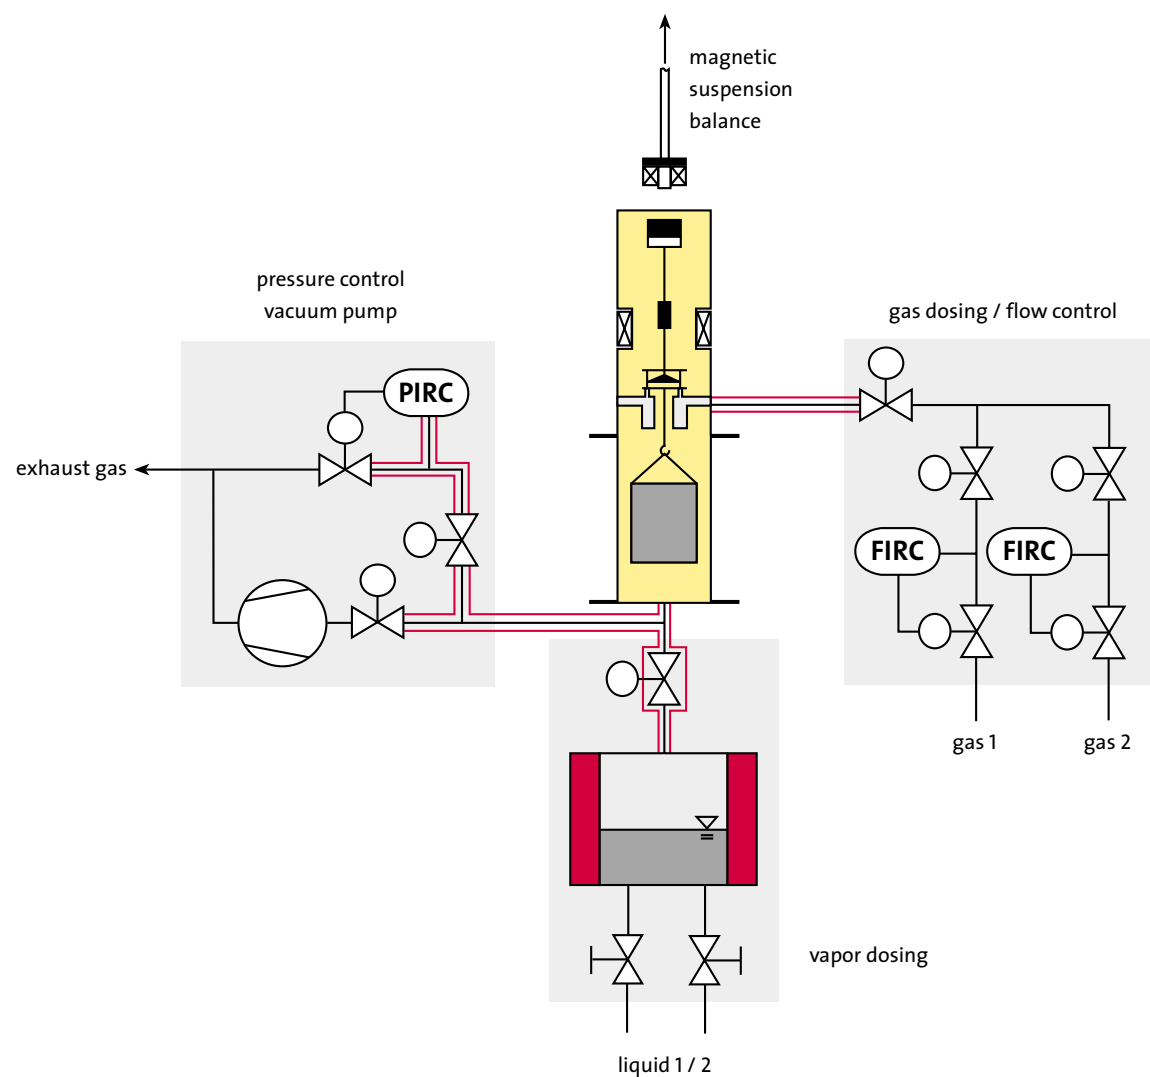 magnetic
suspension
balance
pressure control
vacuum pump
gas dosing / flow control
PIRC
exhaust gas
FIRC
FIRC
gas 1
gas 2
vapor dosing
liquid 1 / 2